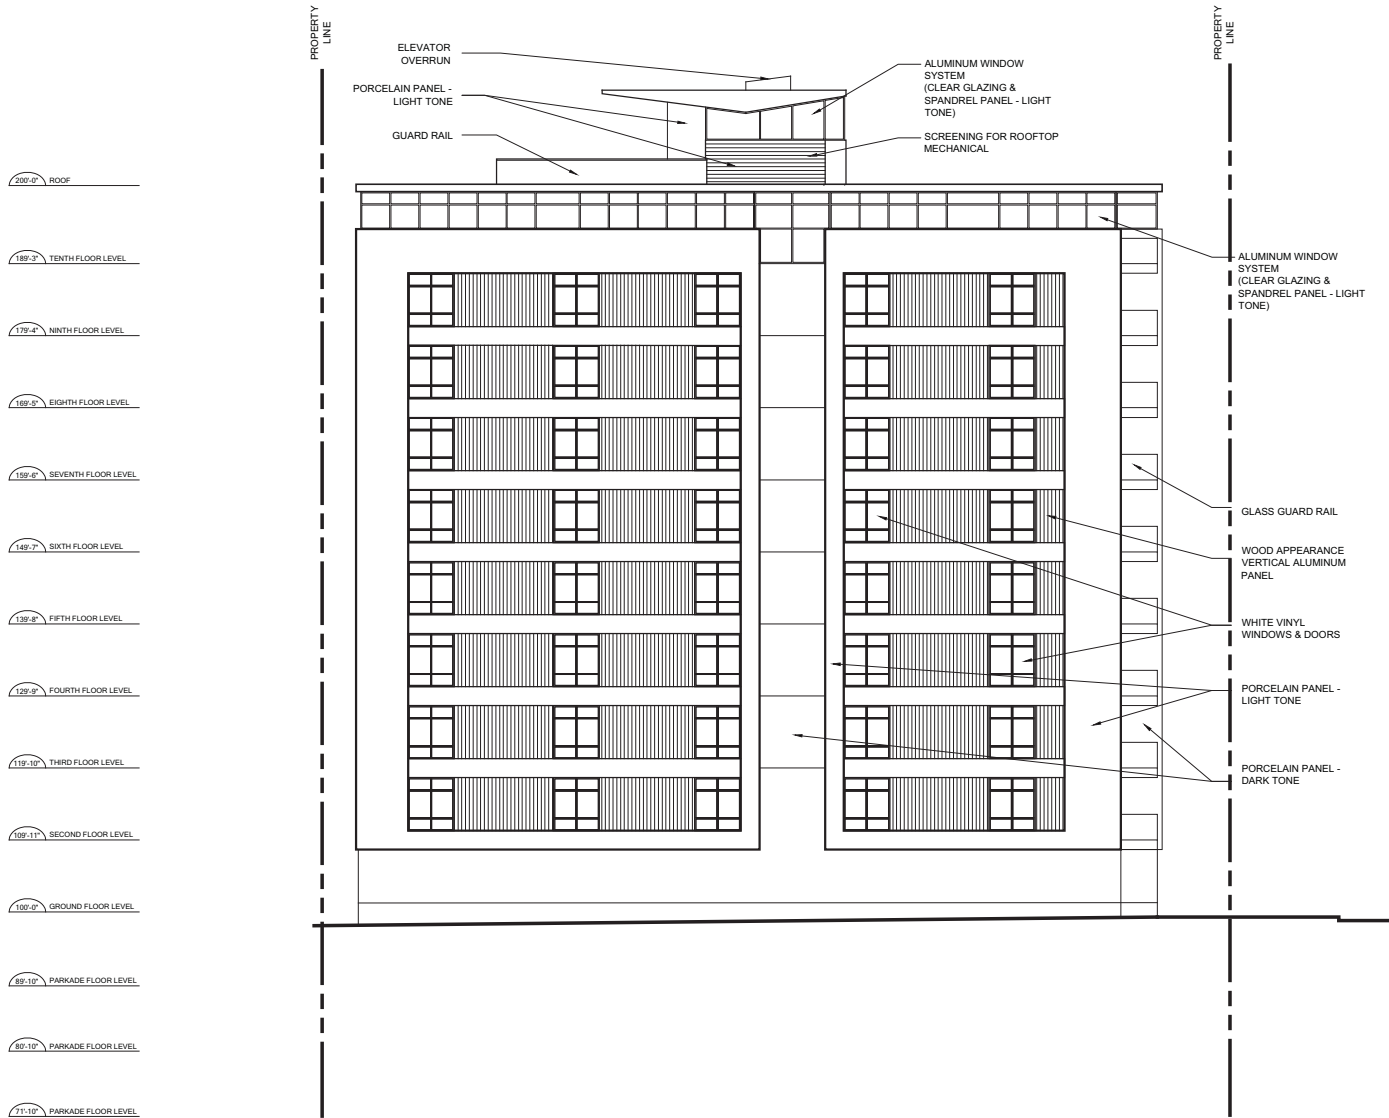 PROPERTY
LINE
PROPERTY
LINE
ELEVATOR
OVERRUN
PORCELAIN PANEL -
LIGHT TONE
GUARD RAIL
ALUMINUM WINDOW
SYSTEM
(CLEAR GLAZING &
SPANDREL PANEL - LIGHT
TONE)
SCREENING FOR ROOFTOP
MECHANICAL
200'-0" ROOF
189'-3" TENTH FLOOR LEVEL
179'-4" NINTH FLOOR LEVEL
169'-5" EIGHTH FLOOR LEVEL
159'-6" SEVENTH FLOOR LEVEL
149'-7" SIXTH FLOOR LEVEL
139'-8" FIFTH FLOOR LEVEL
129'-9" FOURTH FLOOR LEVEL
119'-10" THIRD FLOOR LEVEL
109'-11" SECOND FLOOR LEVEL
100'-0" GROUND FLOOR LEVEL
89'-10" PARKADE FLOOR LEVEL
80'-10" PARKADE FLOOR LEVEL
71'-10" PARKADE FLOOR LEVEL
ALUMINUM WINDOW
SYSTEM
(CLEAR GLAZING &
SPANDREL PANEL - LIGHT
TONE)
GLASS GUARD RAIL
WOOD APPEARANCE
VERTICAL ALUMINUM
PANEL
WHITE VINYL
WINDOWS & DOORS
PORCELAIN PANEL -
LIGHT TONE
PORCELAIN PANEL -
DARK TONE